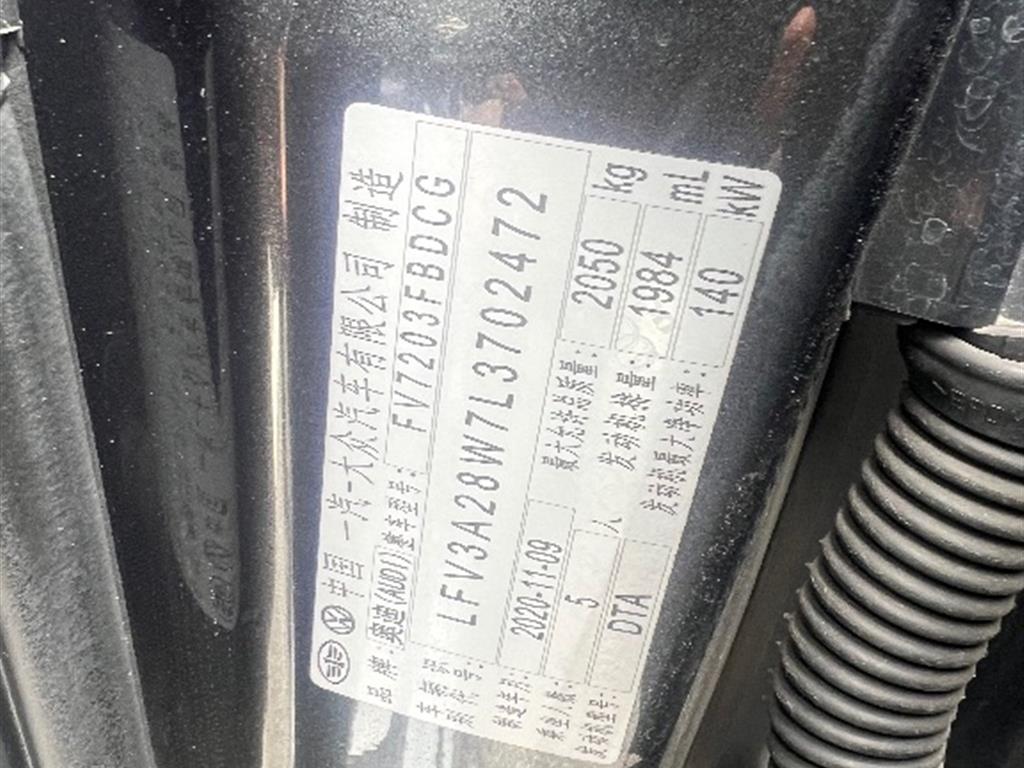 中国 一汽-大众汽车有限公司 制造
品牌: 奥迪(AUDI) 整车型号: FV7203FBDCG
车辆识别代号: LFV3A28W7L3702472
制造年月: 2020-11-09 最大允许总质量: 2050 kg
乘坐人数: 5 人 发动机排量: 1984 mL
发动机型号: DTA 发动机最大净功率: 140 kW